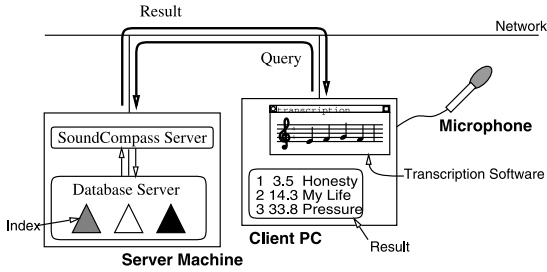 Result
Network
Query
transcription
Microphone
SoundCompass Server
Transcription Software
Database Server
1 3.5 Honesty
2 14.3 My Life
3 33.8 Pressure
Index
Client PC
Result
Server Machine